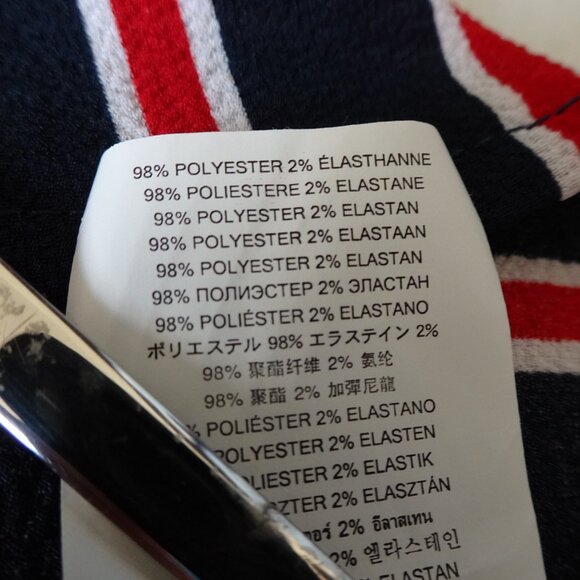 98% POLYESTER 2% ÉLASTHANNE
98% POLIESTERE 2% ELASTANE
98% POLYESTER 2% ELASTAN
98% POLYESTER 2% ELASTAAN
98% POLYESTER 2% ELASTAN
98% ПОЛИЭСТЕР 2% ЭЛАСТАН
98% POLIÉSTER 2% ELASTANO
ポリエステル 98% エラステイン 2%
98% 聚酯纤维 2% 氨纶
98% 聚酯 2% 加彈尼龍
POLIÉSTER 2% ELASTANO
POLYESTER 2% ELASTEN
LIESTER 2% ELASTIK
SZTER 2% ELASZTÁN
2% อีลาสเทน
2% 엘라스테인
ELASTAN